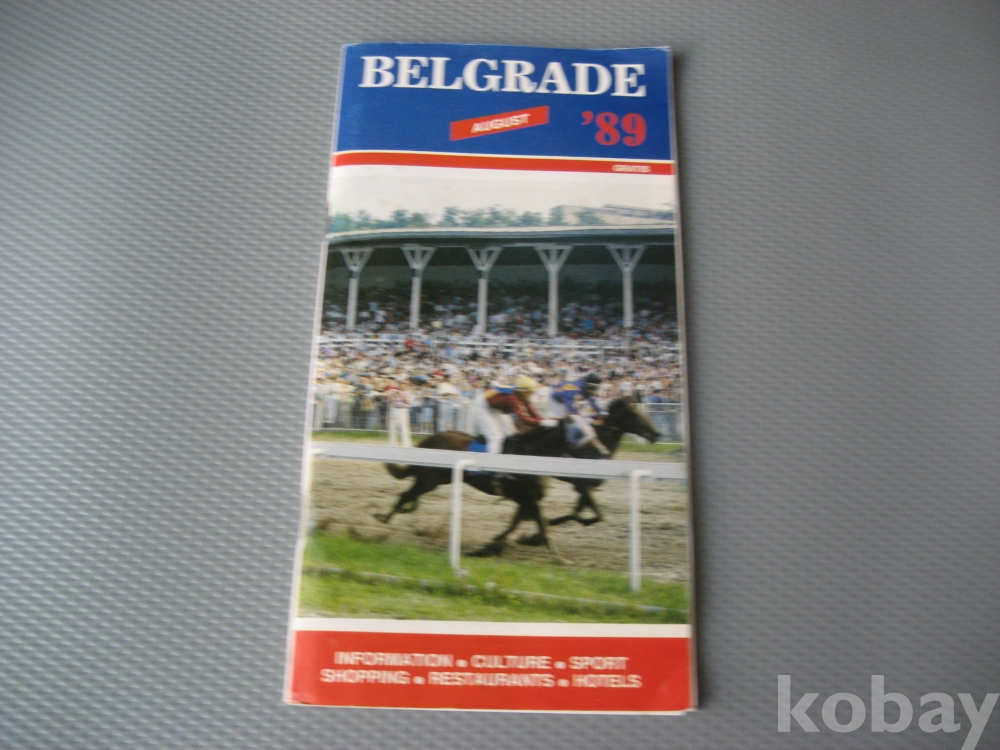 BELGRADE
AUGUST
'89
GRATIS
INFORMATION • CULTURE • SPORT
SHOPPING • RESTAURANTS • HOTELS
kobay